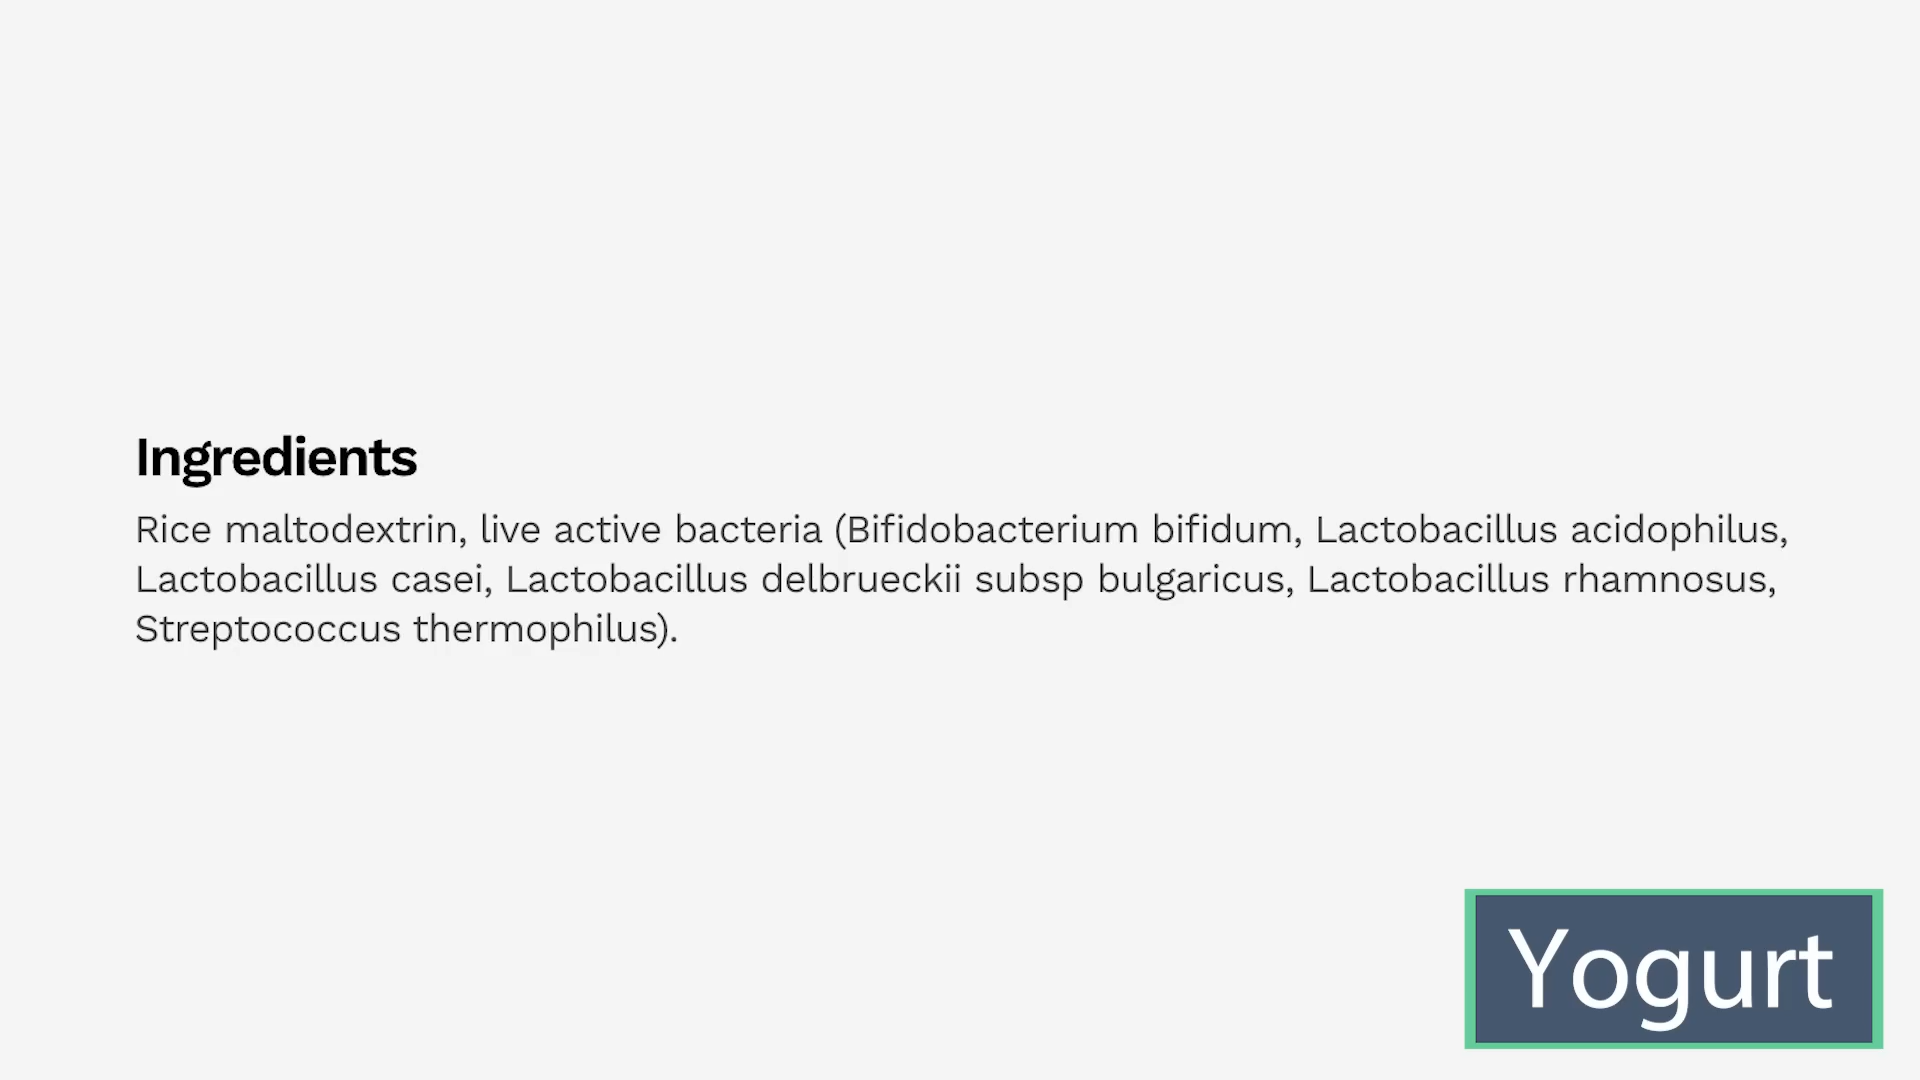 Ingredients
Rice maltodextrin, live active bacteria (Bifidobacterium bifidum, Lactobacillus acidophilus,
Lactobacillus casei, Lactobacillus delbrueckii subsp bulgaricus, Lactobacillus rhamnosus,
Streptococcus thermophilus).
Yogurt